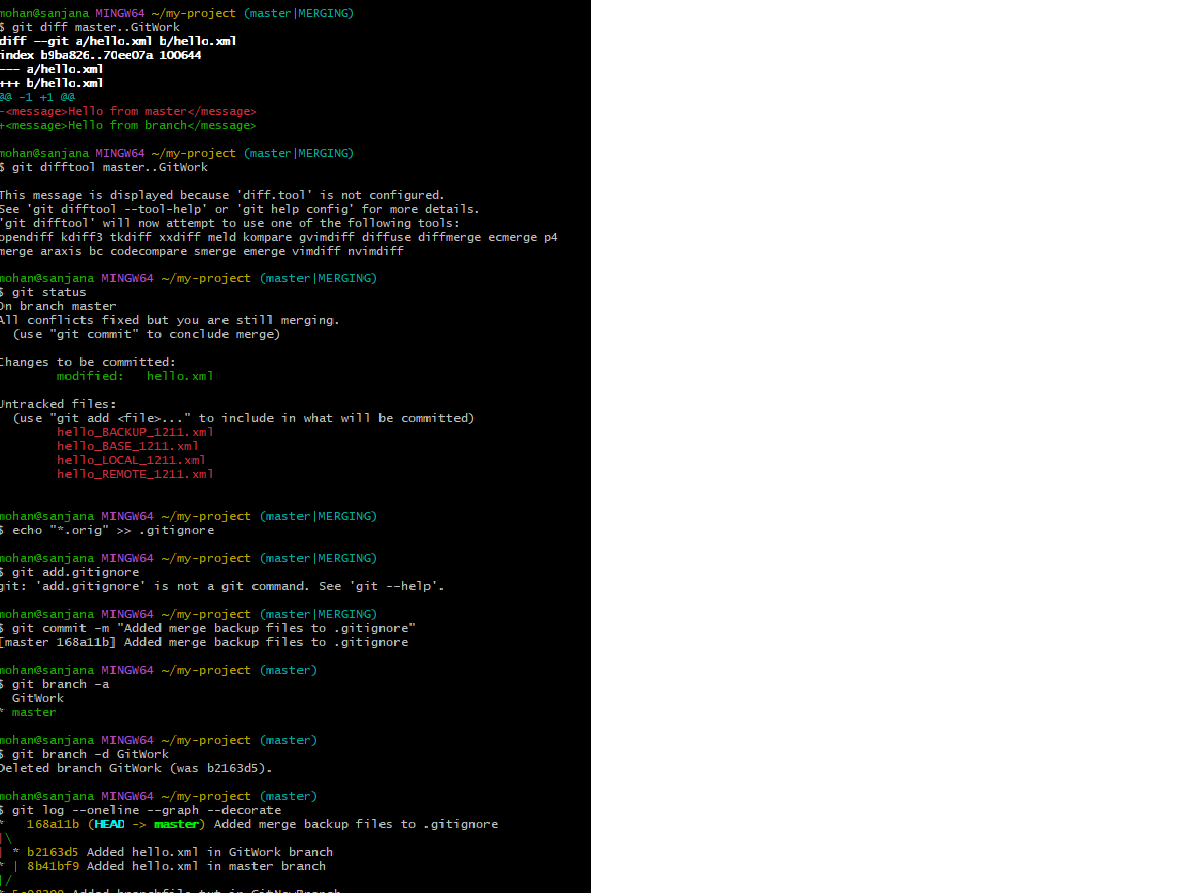 mohan@sanjana MINGW64 ~/my-project (master|MERGING)
$ git diff master..GitWork
diff --git a/hello.xml b/hello.xml
index b9ba826..70ee07a 100644
--- a/hello.xml
+++ b/hello.xml
@@ -1 +1 @@
-<message>Hello from master</message>
+<message>Hello from branch</message>
mohan@sanjana MINGW64 ~/my-project (master|MERGING)
$ git difftool master..GitWork
This message is displayed because 'diff.tool' is not configured.
See 'git difftool --tool-help' or 'git help config' for more details.
'git difftool' will now attempt to use one of the following tools:
opendiff kdiff3 tkdiff xxdiff meld kompare gvimdiff diffuse diffmerge ecmerge p4
merge araxis bc codecompare smerge emerge vimdiff nvimdiff
mohan@sanjana MINGW64 ~/my-project (master|MERGING)
$ git status
On branch master
All conflicts fixed but you are still merging.
(use "git commit" to conclude merge)
Changes to be committed:
modified: hello.xml
Untracked files:
(use "git add <file>..." to include in what will be committed)
hello_BACKUP_1211.xml
hello_BASE_1211.xml
hello_LOCAL_1211.xml
hello_REMOTE_1211.xml
mohan@sanjana MINGW64 ~/my-project (master|MERGING)
$ echo "*.orig" >> .gitignore
mohan@sanjana MINGW64 ~/my-project (master|MERGING)
$ git add.gitignore
git: 'add.gitignore' is not a git command. See 'git --help'.
mohan@sanjana MINGW64 ~/my-project (master|MERGING)
$ git commit -m "Added merge backup files to .gitignore"
[master 168a11b] Added merge backup files to .gitignore
mohan@sanjana MINGW64 ~/my-project (master)
$ git branch -a
GitWork
* master
mohan@sanjana MINGW64 ~/my-project (master)
$ git branch -d GitWork
Deleted branch GitWork (was b2163d5).
mohan@sanjana MINGW64 ~/my-project (master)
$ git log --oneline --graph --decorate
* 168a11b (HEAD -> master) Added merge backup files to .gitignore
|\
| * b2163d5 Added hello.xml in GitWork branch
* | 8b41bf9 Added hello.xml in master branch
|/
Added branchfile.txt in GitNewBranch